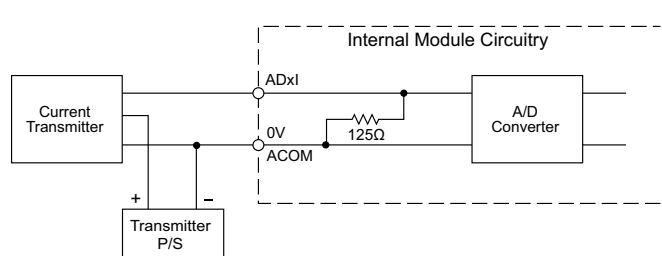 Internal Module Circuitry
ADxI
Current
Transmitter
A/D
Converter
125Ω
0V
ACOM
+
–
Transmitter
P/S